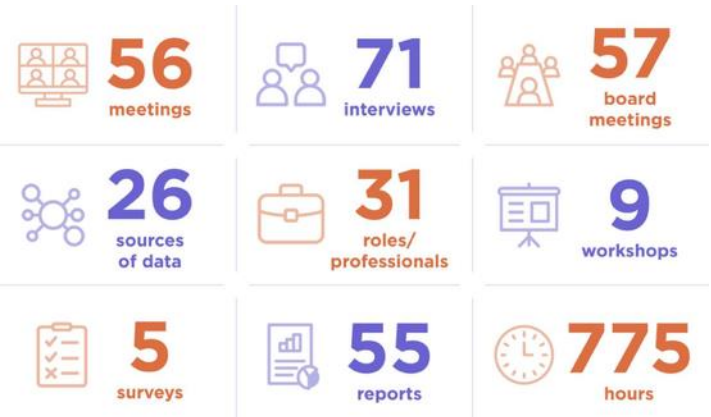 56
meetings
71
interviews
57
board
meetings
26
sources
of data
31
roles/
professionals
9
workshops
5
surveys
55
reports
775
hours